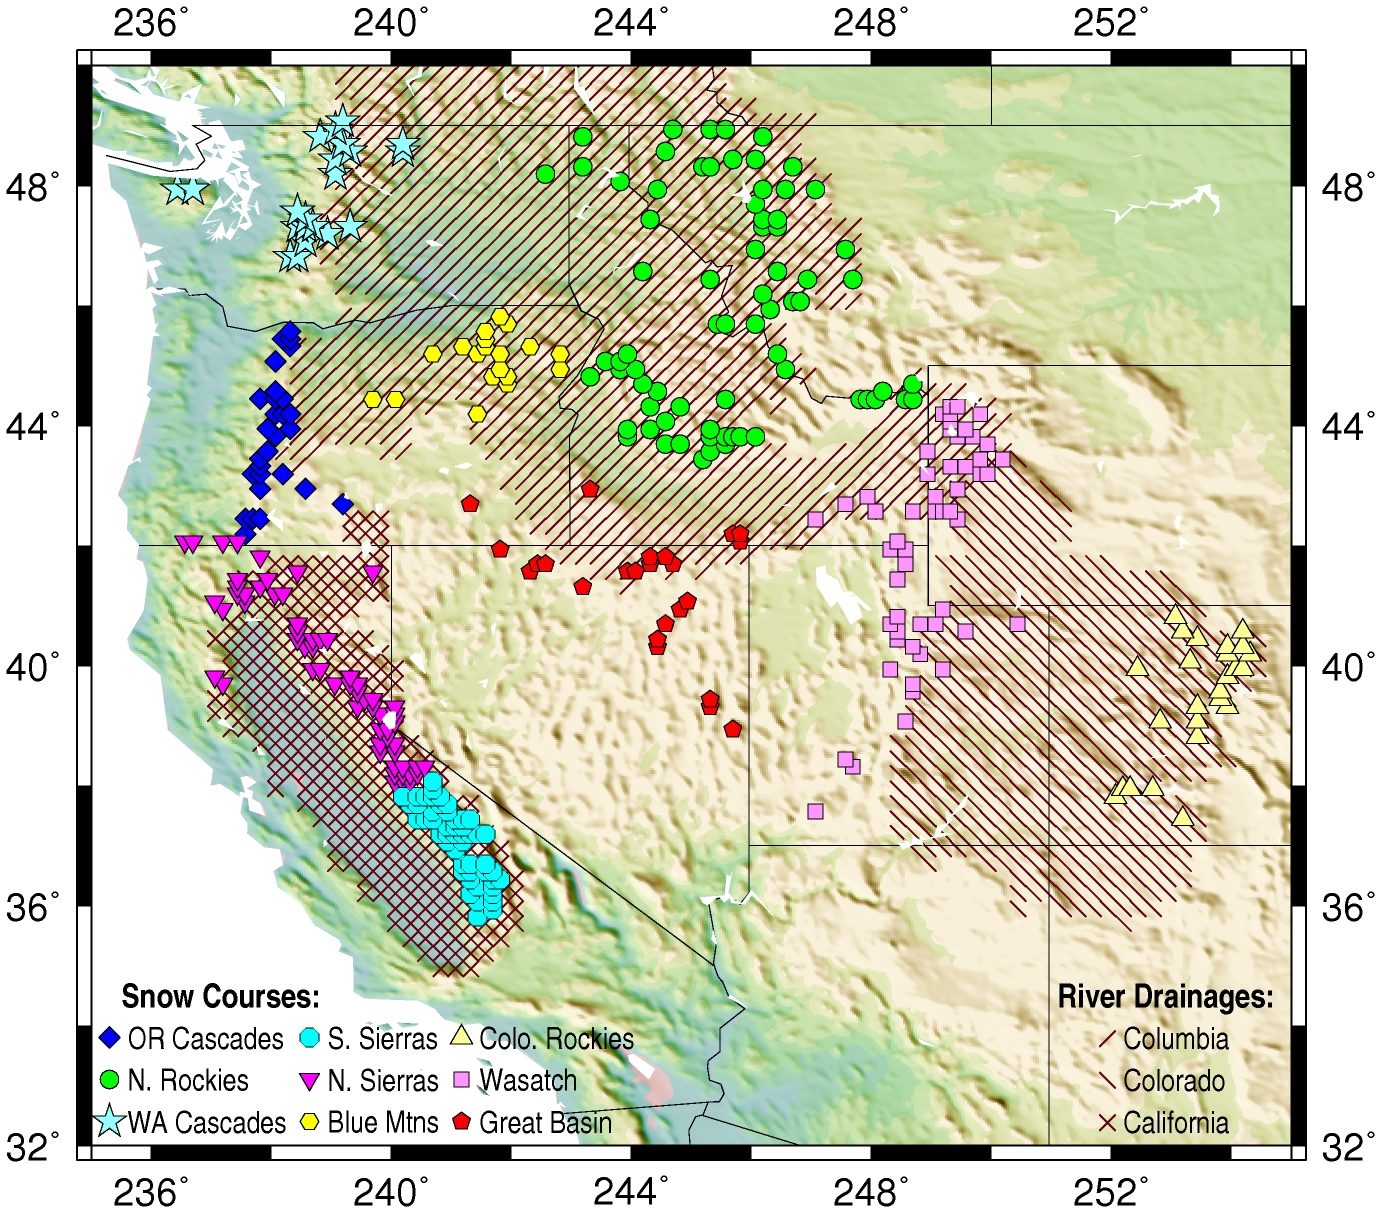 236° 240° 244° 248° 252°
48° 48°
44° 44°
40° 40°
36° 36°
Snow Courses: River Drainages:
OR Cascades S. Sierras Colo. Rockies Columbia
N. Rockies N. Sierras Wasatch Colorado
WA Cascades Blue Mtns Great Basin California
32° 32°
236° 240° 244° 248° 252°